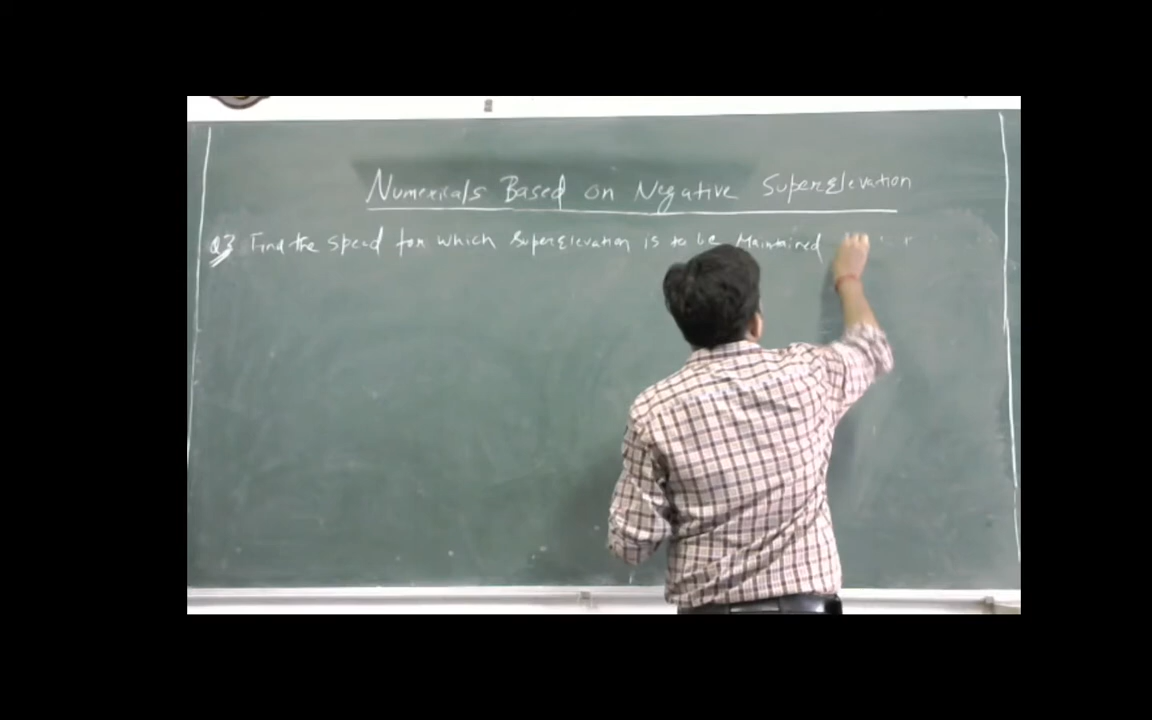 Numericals Based on Negative SuperElevation
Q3 Find the speed for which SuperElevation is to be Maintained